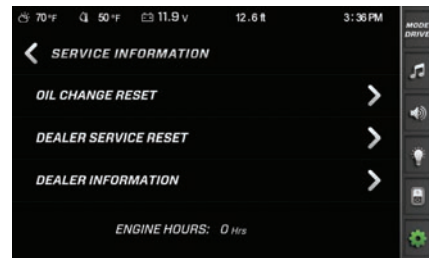 70 °F 50 °F 11.9 V 12.6 ft 3:36 PM
MODE
DRIVE
SERVICE INFORMATION
OIL CHANGE RESET
DEALER SERVICE RESET
DEALER INFORMATION
ENGINE HOURS: 0 Hrs